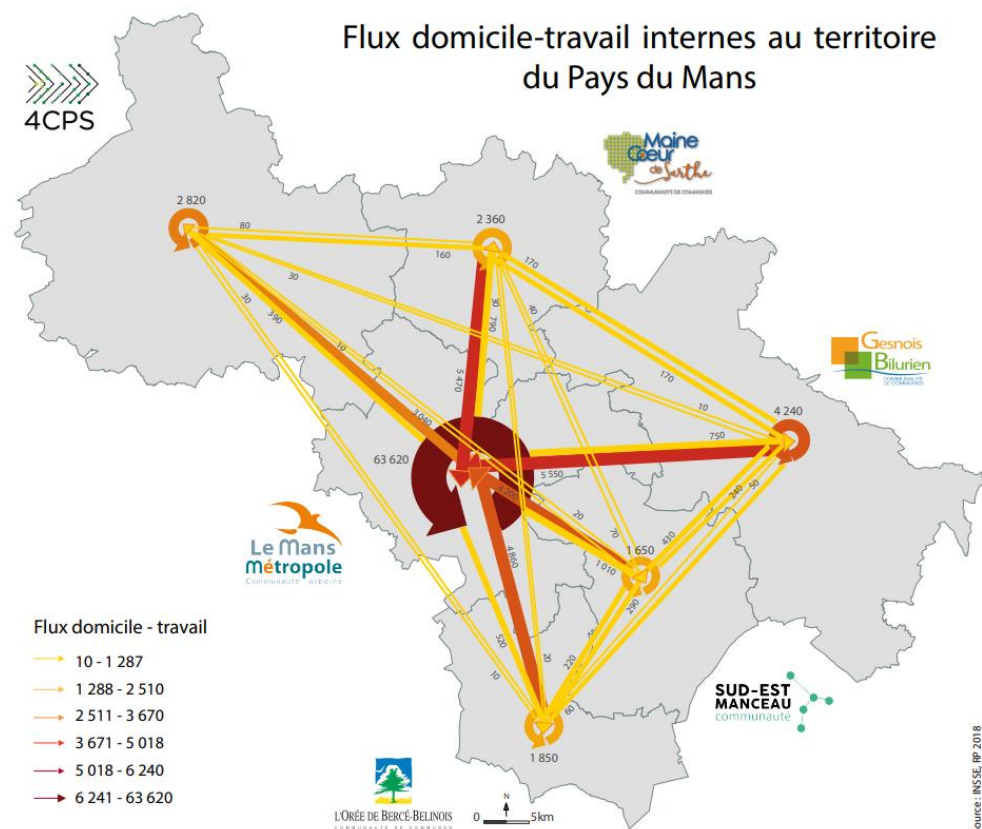 Flux domicile-travail internes au territoire
du Pays du Mans
4CPS
Maine
Cœur
de Sarthe
COMMUNAUTÉ DE COMMUNES
2 820
2 360
80
160
170
30
30
390
10
30
790
40
170
10
Gesnois
Bilurien
COMMUNAUTÉ
DE COMMUNES
4 240
5 470
3 040
750
63 620
5 550
4 200
240
50
20
70
430
Le Mans
Métropole
Communauté urbaine
4 860
1 650
1 010
290
Flux domicile - travail
10 - 1 287
1 288 - 2 510
2 511 - 3 670
3 671 - 5 018
5 018 - 6 240
6 241 - 63 620
520
10
20
220
60
SUD-EST
MANCEAU
communauté
1 850
L'ORÉE DE BERCÉ-BELINOIS
COMMUNAUTÉ DE COMMUNES
N
0 5km
Source : INSSE, RP 2018